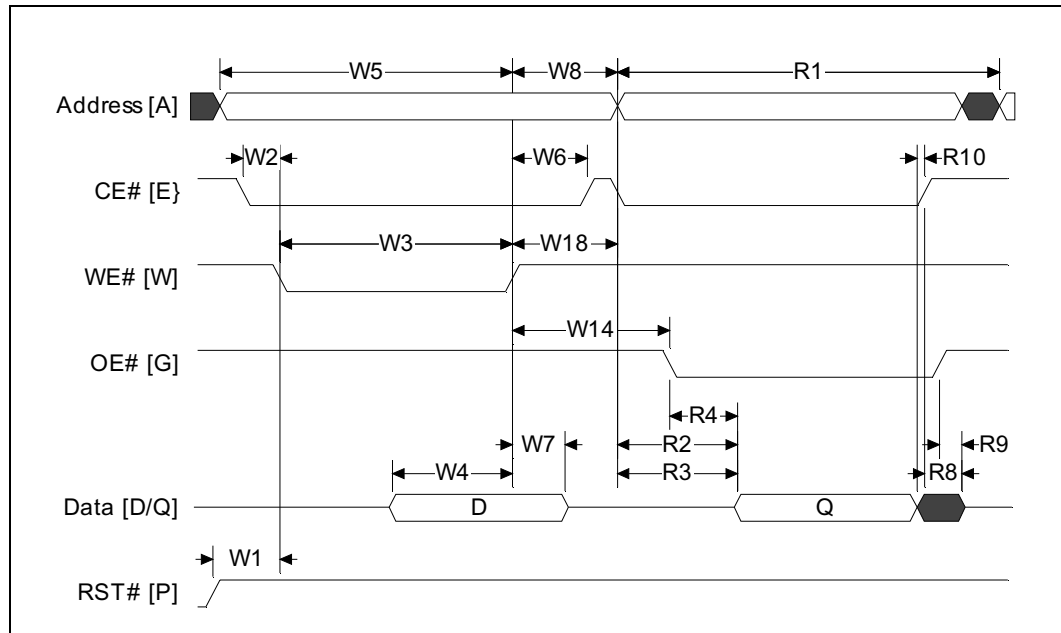 W5 W8 R1
Address [A]
W2 W6 R10
CE# [E}
W3 W18
WE# [W]
W14
OE# [G]
R4
W7 R2 R9
W4 R3 R8
Data [D/Q] D Q
W1
RST# [P]